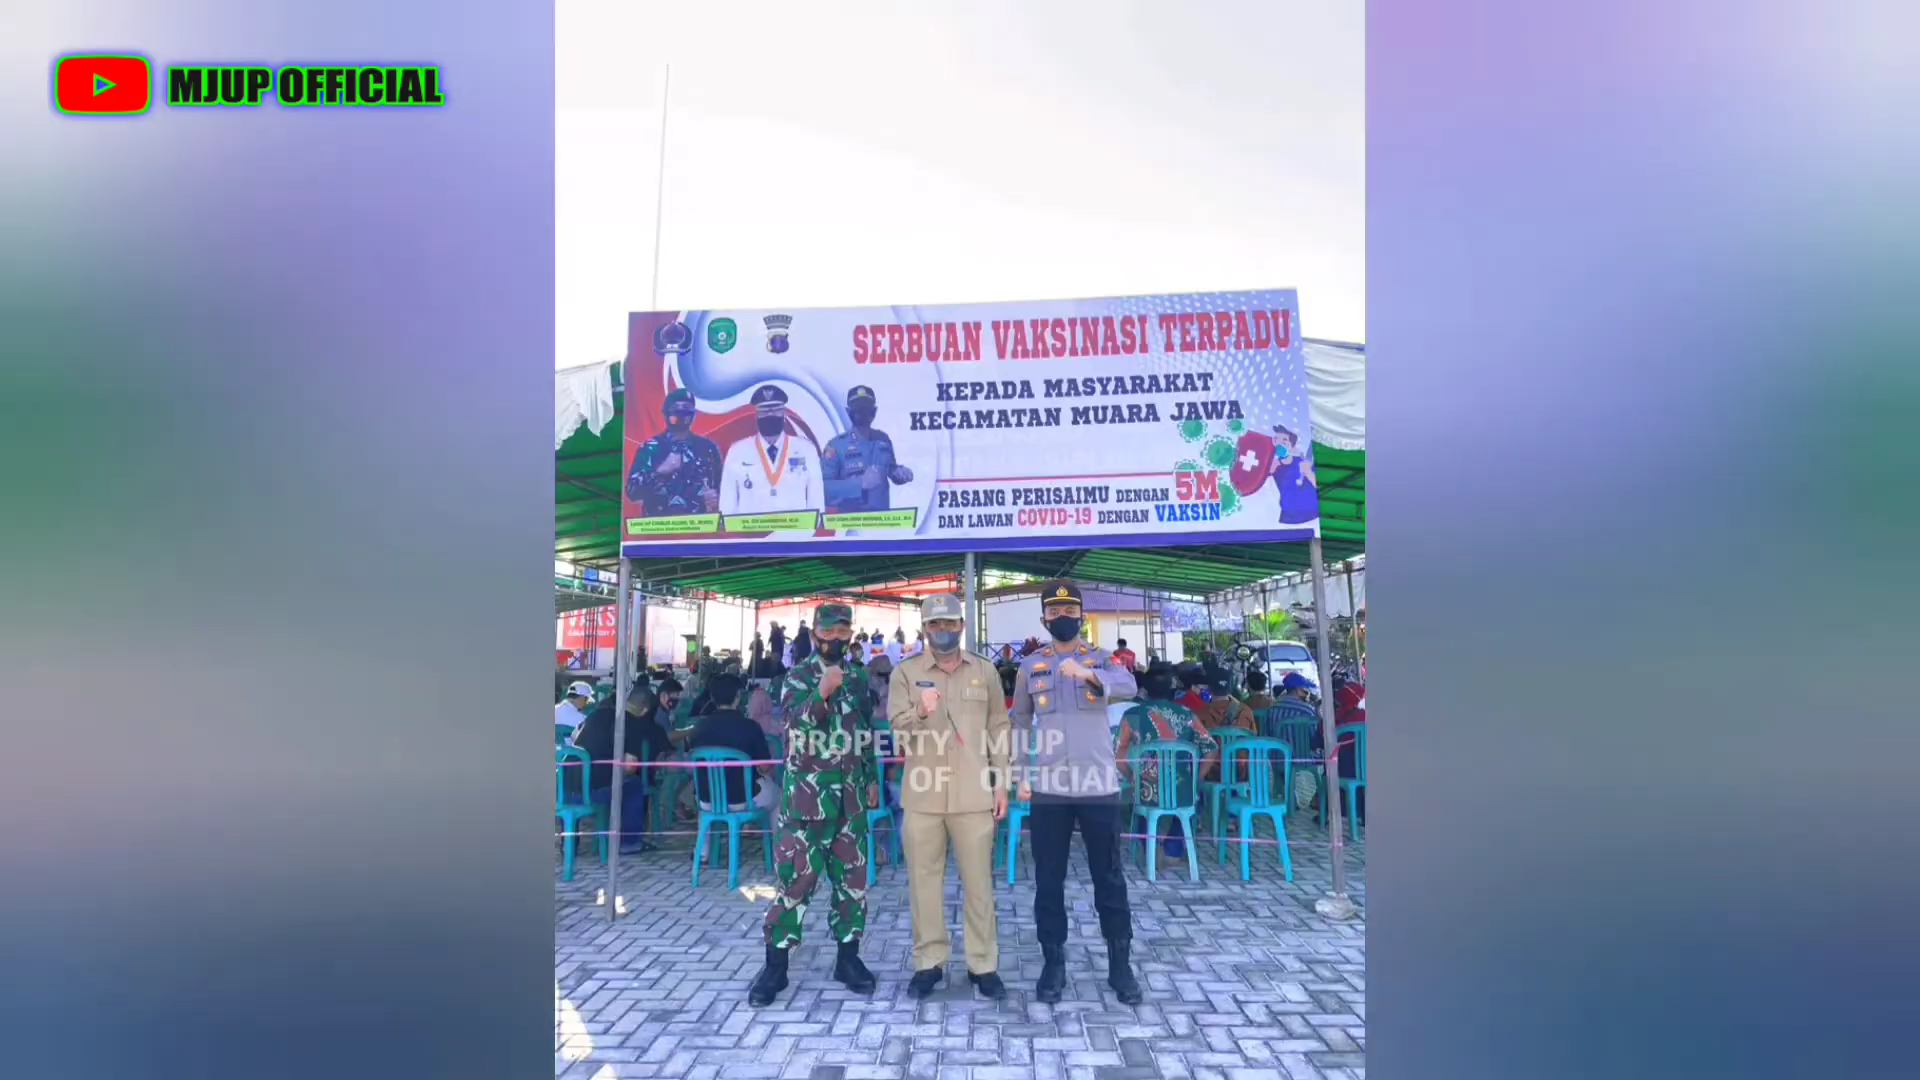 MJUP OFFICIAL
SERBUAN VAKSINASI TERPADU
KEPADA MASYARAKAT
KECAMATAN MUARA JAWA
PASANG PERISAIMU DENGAN 5M
DAN LAWAN COVID-19 DENGAN VAKSIN
PROPERTY MJUP
OF OFFICIAL